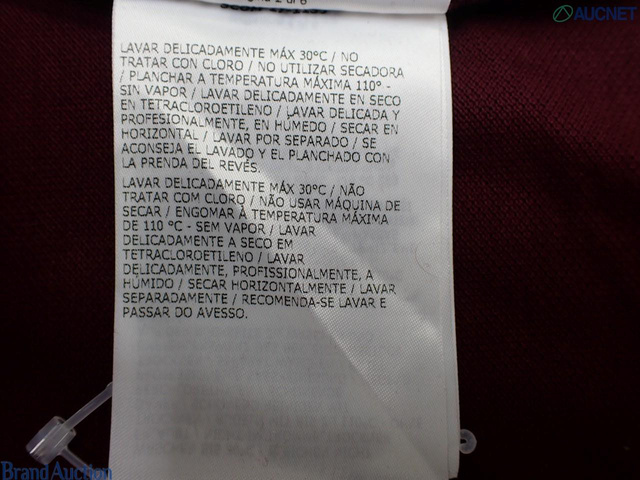 AUCNET
LAVAR DELICADAMENTE MÁX 30°C / NO
TRATAR CON CLORO / NO UTILIZAR SECADORA
/ PLANCHAR A TEMPERATURA MÁXIMA 110° -
SIN VAPOR / LAVAR DELICADAMENTE EN SECO
EN TETRACLOROETILENO / LAVAR DELICADA Y
PROFESIONALMENTE, EN HÚMEDO / SECAR EN
HORIZONTAL / LAVAR POR SEPARADO / SE
ACONSEJA EL LAVADO Y EL PLANCHADO CON
LA PRENDA DEL REVÉS.
LAVAR DELICADAMENTE MÁX 30°C / NÃO
TRATAR COM CLORO / NÃO USAR MÁQUINA DE
SECAR / ENGOMAR À TEMPERATURA MÁXIMA
DE 110 °C - SEM VAPOR / LAVAR
DELICADAMENTE A SECO EM
TETRACLOROETILENO / LAVAR
DELICADAMENTE, PROFISSIONALMENTE, A
HÚMIDO / SECAR HORIZONTALMENTE / LAVAR
SEPARADAMENTE / RECOMENDA-SE LAVAR E
PASSAR DO AVESSO.
Brand Auction